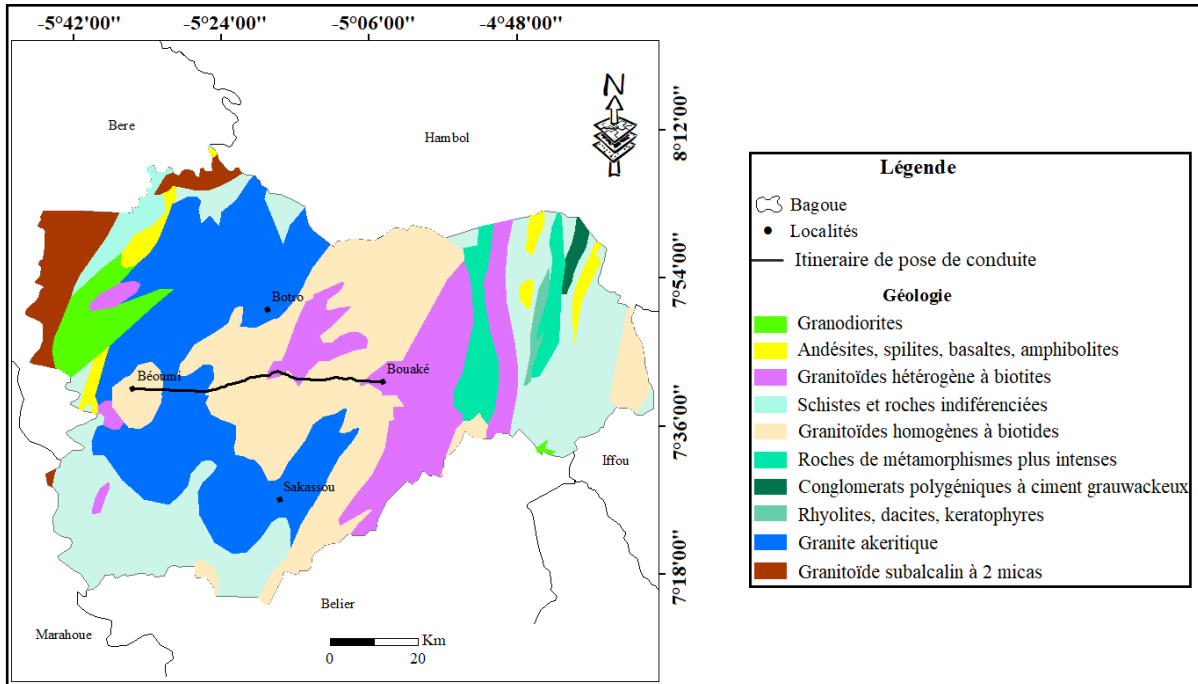 -5°42'00" -5°24'00" -5°06'00" -4°48'00"
N
8°12'00"
7°54'00"
7°36'00"
7°18'00"
Bere
Hambol
Botro
Béoumi
Bouaké
Sakassou
Iffou
Belier
Marahoue
Km
0 20
Légende
Bagoue
Localités
Itineraire de pose de conduite
Géologie
Granodiorites
Andésites, spilites, basaltes, amphibolites
Granitoïdes hétérogène à biotites
Schistes et roches indiférenciées
Granitoïdes homogènes à biotides
Roches de métamorphismes plus intenses
Conglomerats polygéniques à ciment grauwackeux
Rhyolites, dacites, keratophyres
Granite akeritique
Granitoïde subalcalin à 2 micas